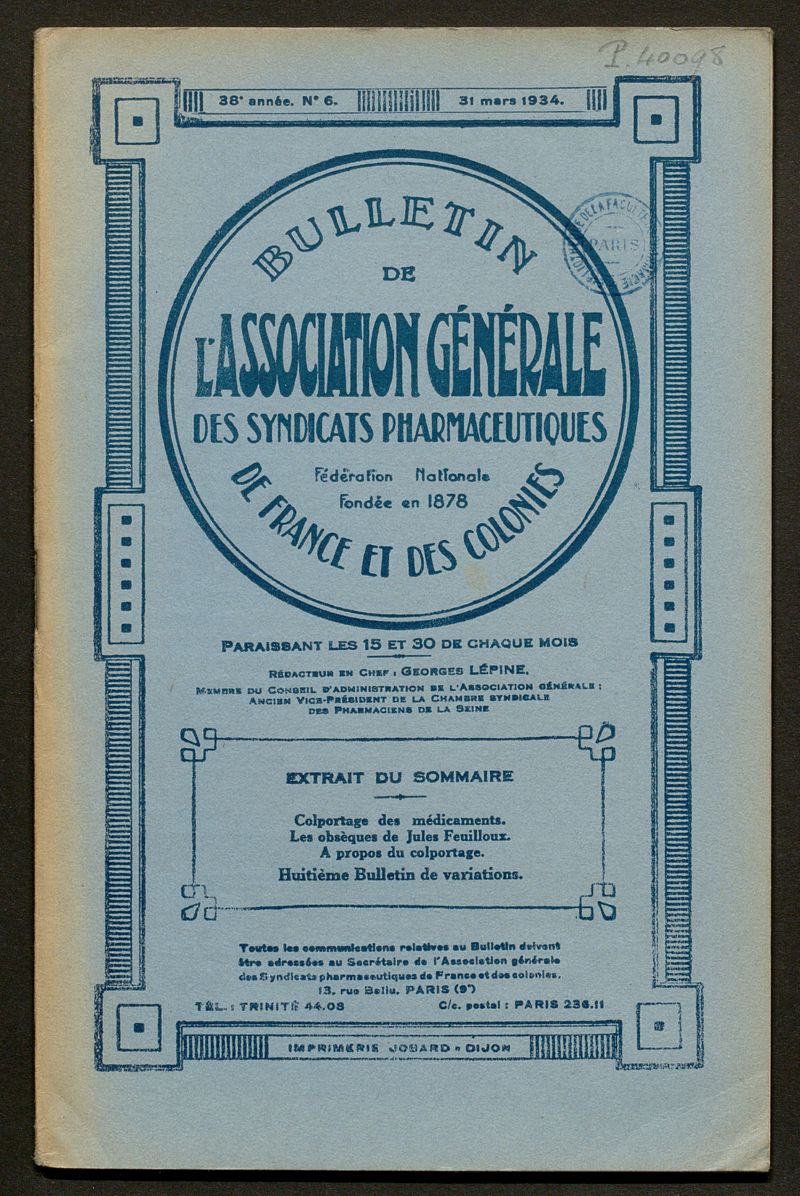 P. 40098
38e année. N° 6. 31 mars 1934.
BULLETIN
DE
L'ASSOCIATION GÉNÉRALE
DES SYNDICATS PHARMACEUTIQUES
Fédération Nationale
Fondée en 1878
DE FRANCE ET DES COLONIES
PARIS
PARAISSANT LES 15 ET 30 DE CHAQUE MOIS
RÉDACTEUR EN CHEF : GEORGES LÉPINE,
MEMBRE DU CONSEIL D'ADMINISTRATION DE L'ASSOCIATION GÉNÉRALE ;
ANCIEN VICE-PRÉSIDENT DE LA CHAMBRE SYNDICALE
DES PHARMACIENS DE LA SEINE
EXTRAIT DU SOMMAIRE
Colportage des médicaments.
Les obsèques de Jules Feuilloux.
A propos du colportage.
Huitième Bulletin de variations.
Toutes les communications relatives au Bulletin doivent
être adressées au Secrétaire de l'Association générale
des Syndicats pharmaceutiques de France et des colonies,
13, rue Ballu, PARIS (9e)
TÉL. : TRINITÉ 44.08 C/c. postal : PARIS 236.11
IMPRIMERIE JOBARD - DIJON